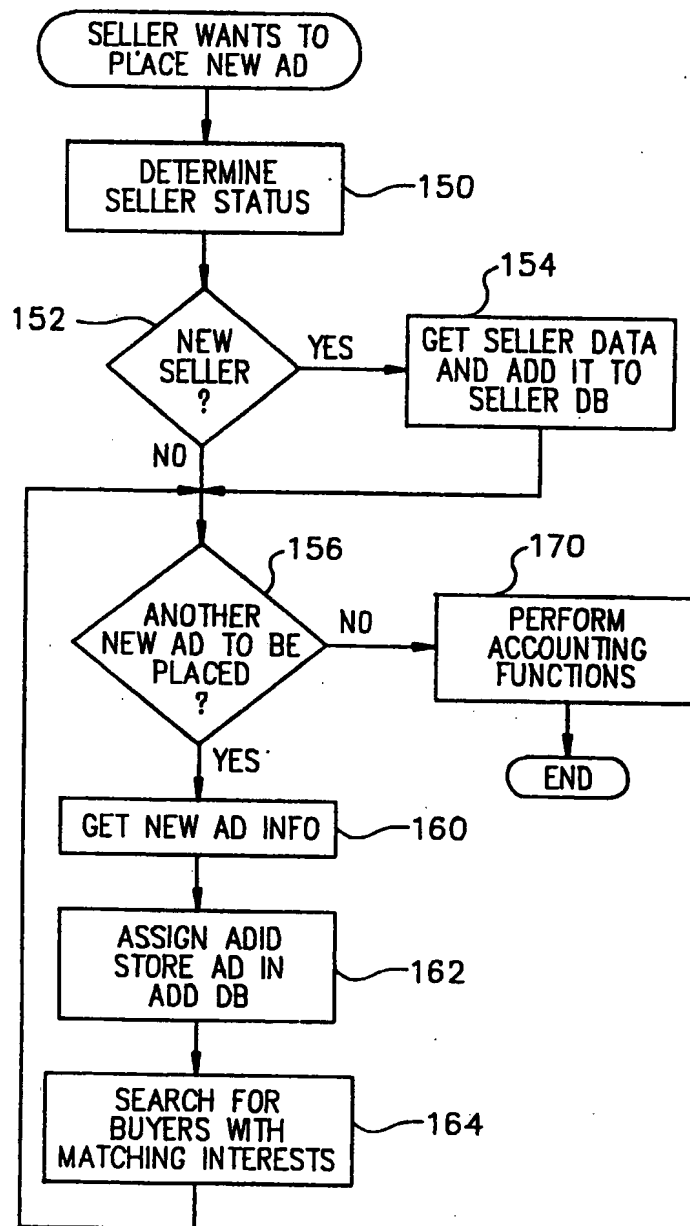 SELLER WANTS TO
PLACE NEW AD
DETERMINE
SELLER STATUS
150
152
NEW
SELLER
?
YES
NO
154
GET SELLER DATA
AND ADD IT TO
SELLER DB
156
ANOTHER
NEW AD TO BE
PLACED
?
NO
YES
170
PERFORM
ACCOUNTING
FUNCTIONS
END
GET NEW AD INFO
160
ASSIGN ADID
STORE AD IN
ADD DB
162
SEARCH FOR
BUYERS WITH
MATCHING INTERESTS
164